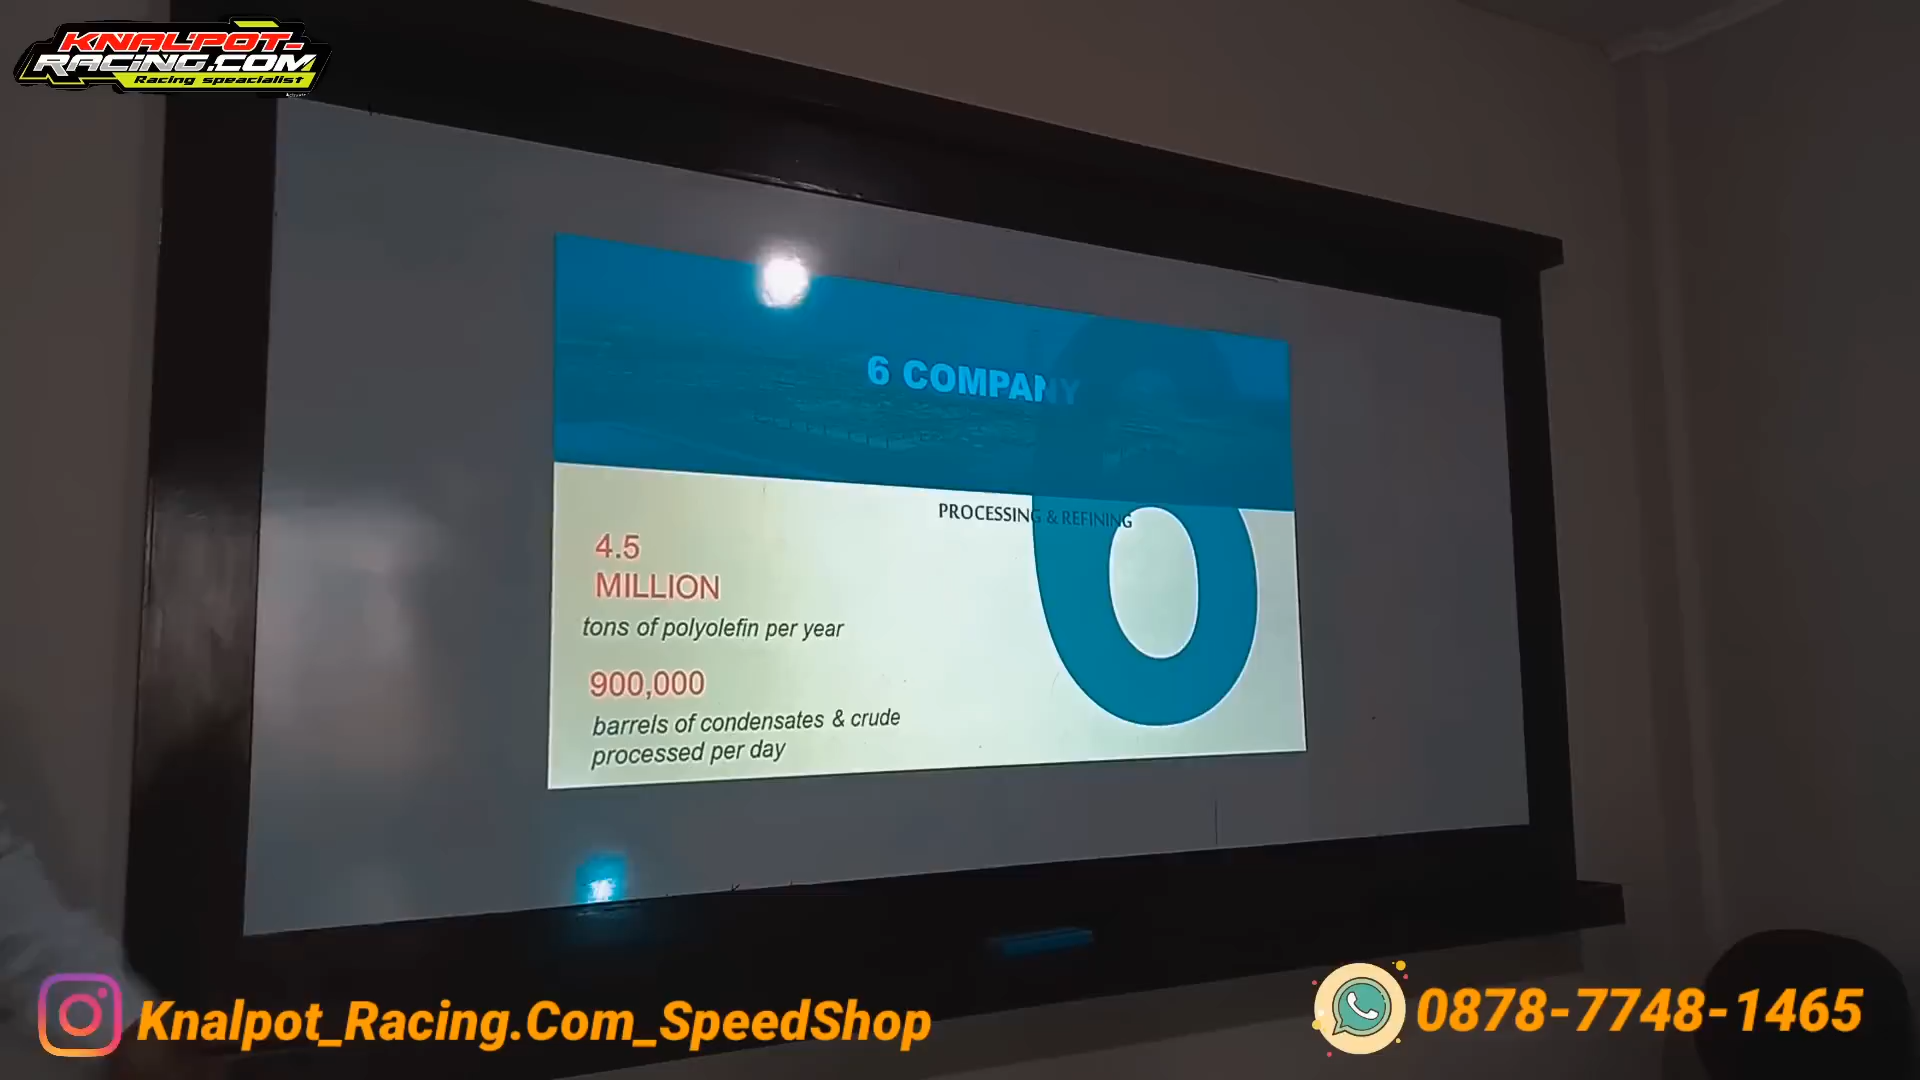 KNALPOT-
RACING.COM
Racing speacialist
6 COMPANY
PROCESSING & REFINING
6
4.5
MILLION
tons of polyolefin per year
900,000
barrels of condensates & crude
processed per day
Knalpot_Racing.Com_SpeedShop
0878-7748-1465